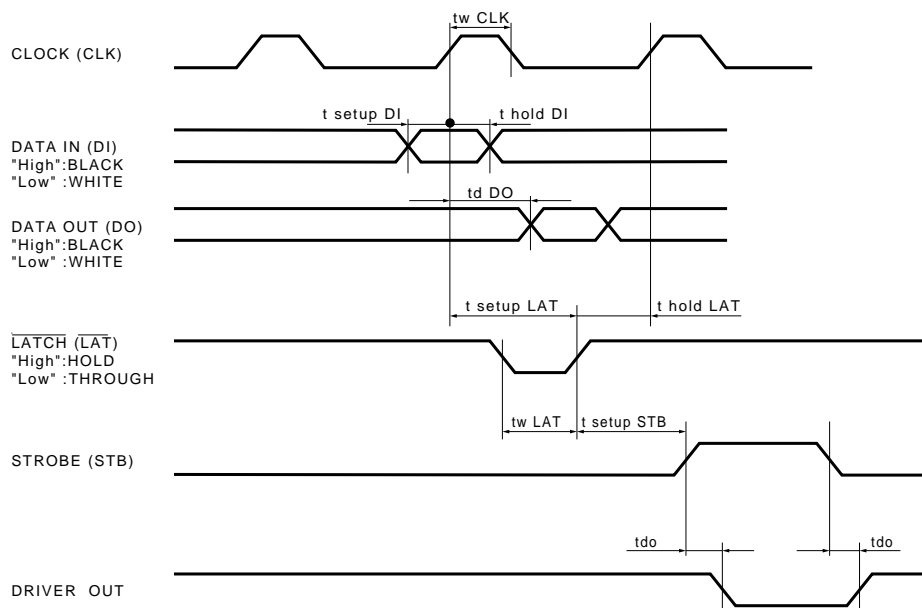 tw CLK
CLOCK (CLK)
t setup DI
t hold DI
DATA IN (DI)
"High":BLACK
"Low" :WHITE
td DO
DATA OUT (DO)
"High":BLACK
"Low" :WHITE
t setup LAT
t hold LAT
LATCH (LAT)
"High":HOLD
"Low" :THROUGH
tw LAT
t setup STB
STROBE (STB)
tdo
tdo
DRIVER OUT